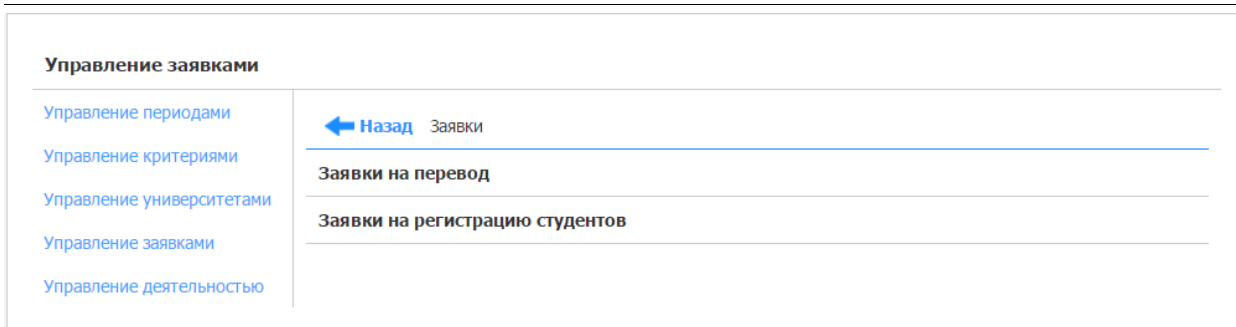 Управление заявками
Управление периодами
Управление критериями
Управление университетами
Управление заявками
Управление деятельностью
Назад Заявки
Заявки на перевод
Заявки на регистрацию студентов